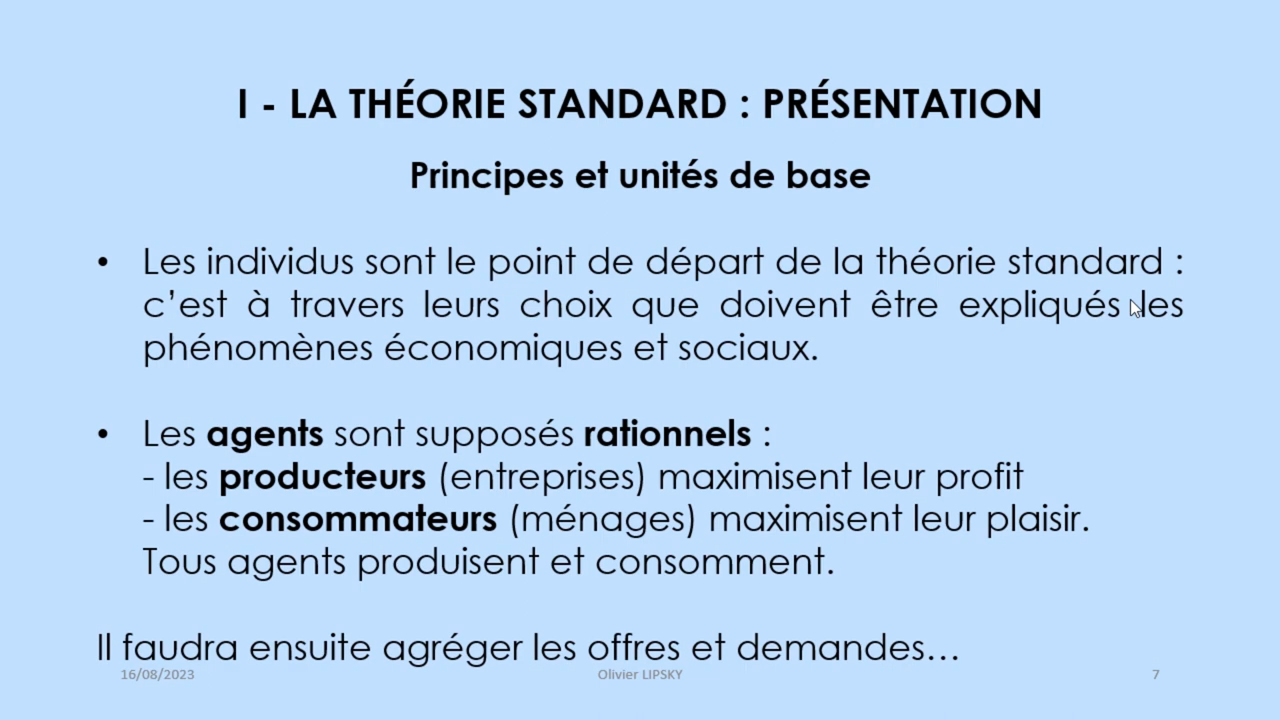 I - LA THÉORIE STANDARD : PRÉSENTATION
Principes et unités de base
• Les individus sont le point de départ de la théorie standard :
c’est à travers leurs choix que doivent être expliqués les
phénomènes économiques et sociaux.
• Les agents sont supposés rationnels :
- les producteurs (entreprises) maximisent leur profit
- les consommateurs (ménages) maximisent leur plaisir.
Tous agents produisent et consomment.
Il faudra ensuite agréger les offres et demandes…
16/08/2023 Olivier LIPSKY 7